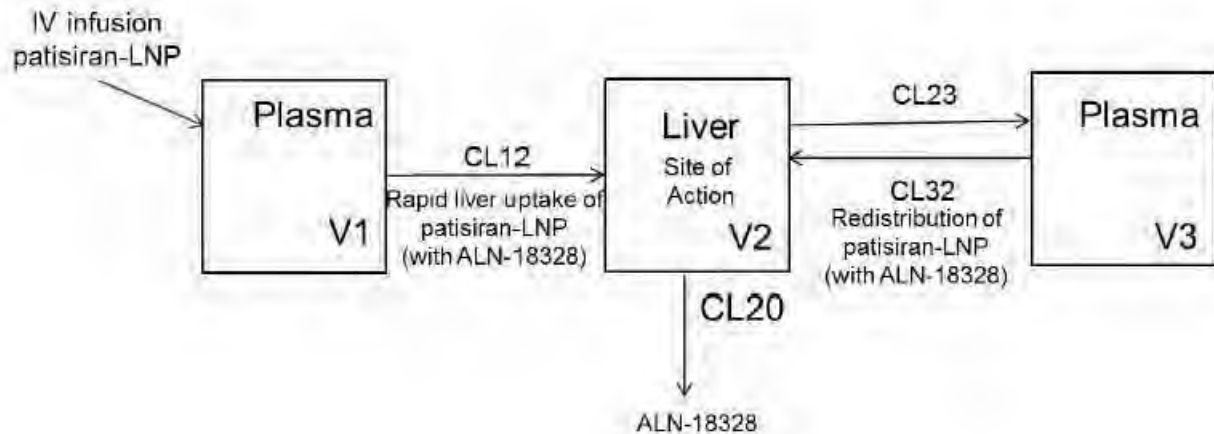 IV infusion
patisiran-LNP
Plasma
V1
CL12
Rapid liver uptake of
patisiran-LNP
(with ALN-18328)
Liver
Site of
Action
V2
CL20
ALN-18328
CL23
CL32
Redistribution of
patisiran-LNP
(with ALN-18328)
Plasma
V3